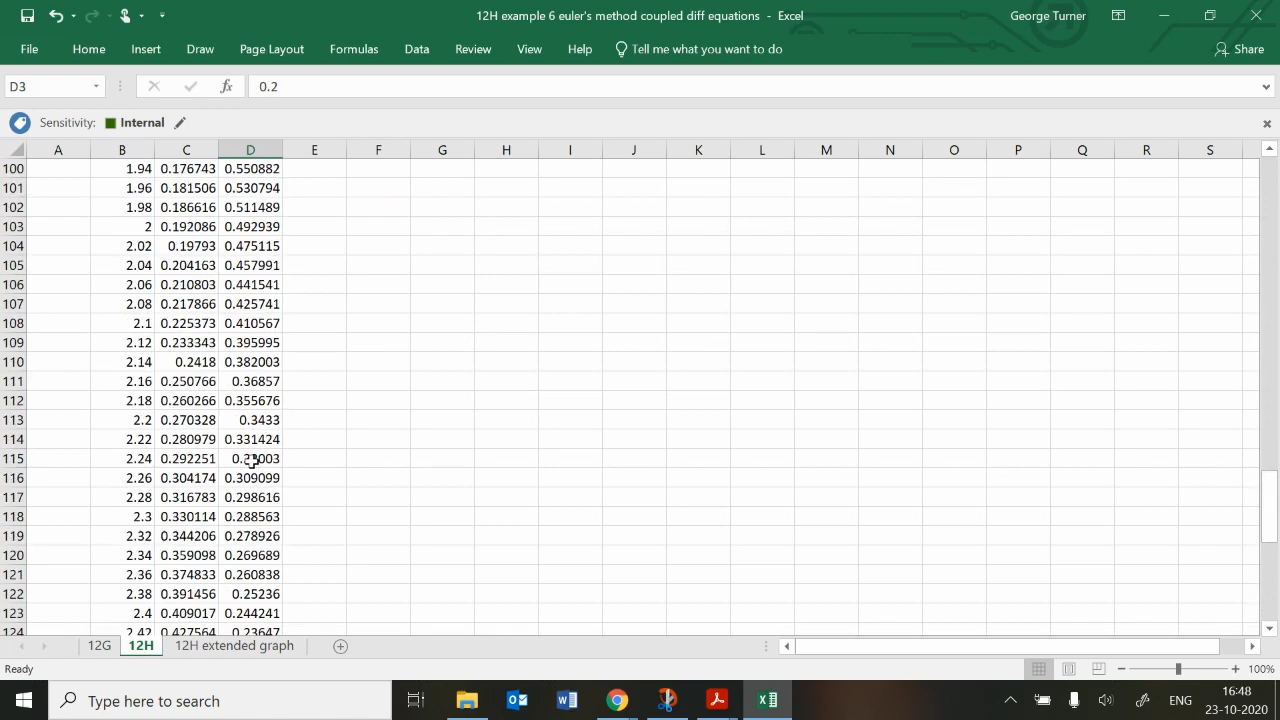 12H example 6 euler's method coupled diff equations - Excel
George Turner
File Home Insert Draw Page Layout Formulas Data Review View Help Tell me what you want to do Share
D3 fx 0.2
Sensitivity: Internal
A B C D E F G H I J K L M N O P Q R S
100 1.94 0.176743 0.550882
101 1.96 0.181506 0.530794
102 1.98 0.186616 0.511489
103 2 0.192086 0.492939
104 2.02 0.19793 0.475115
105 2.04 0.204163 0.457991
106 2.06 0.210803 0.441541
107 2.08 0.217866 0.425741
108 2.1 0.225373 0.410567
109 2.12 0.233343 0.395995
110 2.14 0.2418 0.382003
111 2.16 0.250766 0.36857
112 2.18 0.260266 0.355676
113 2.2 0.270328 0.3433
114 2.22 0.280979 0.331424
115 2.24 0.292251
116 2.26 0.304174 0.309099
117 2.28 0.316783 0.298616
118 2.3 0.330114 0.288563
119 2.32 0.344206 0.278926
120 2.34 0.359098 0.269689
121 2.36 0.374833 0.260838
122 2.38 0.391456 0.25236
123 2.4 0.409017 0.244241
124 2.42 0.427564 0.23647
12G 12H 12H extended graph
Ready 100%
Type here to search
ENG
16:48
23-10-2020